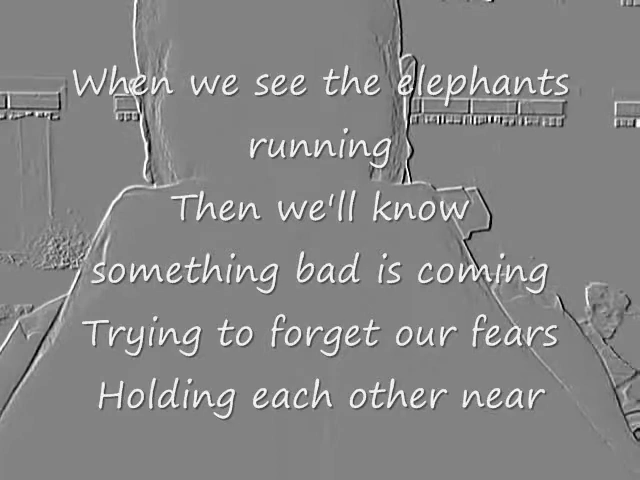 When we see the elephants
running
Then we'll know
something bad is coming
Trying to forget our fears
Holding each other near